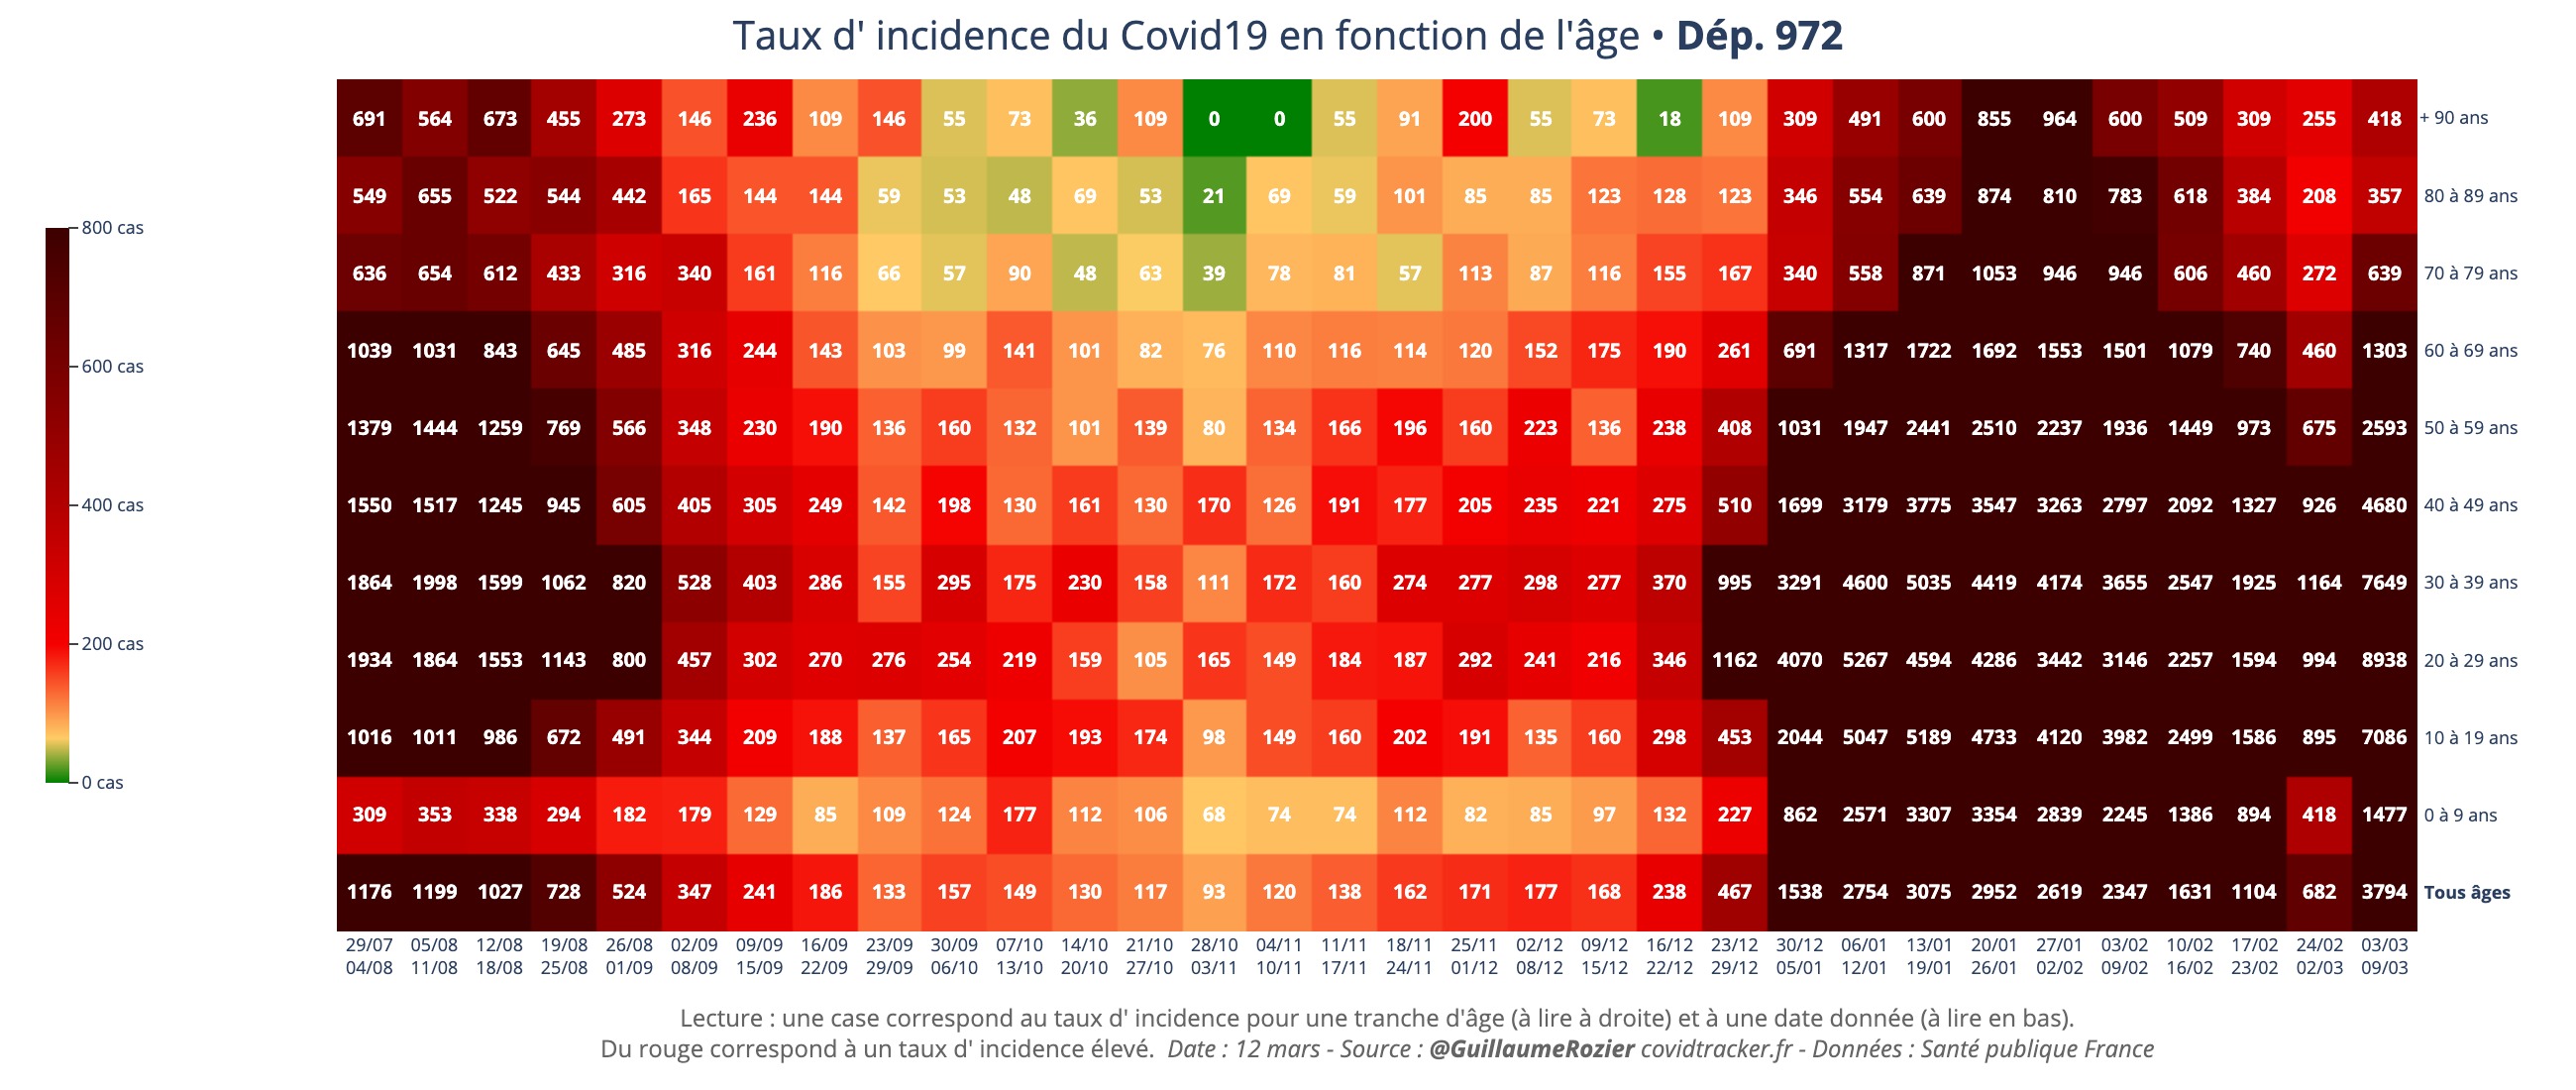 Taux d' incidence du Covid19 en fonction de l'âge • Dép. 972
691 564 673 455 273 146 236 109 146 55 73 36 109 0 0 55 91 200 55 73 18 109 309 491 600 855 964 600 509 309 255 418 + 90 ans
549 655 522 544 442 165 144 144 59 53 48 69 53 21 69 59 101 85 85 123 128 123 346 554 639 874 810 783 618 384 208 357 80 à 89 ans
800 cas
636 654 612 433 316 340 161 116 66 57 90 48 63 39 78 81 57 113 87 116 155 167 340 558 871 1053 946 946 606 460 272 639 70 à 79 ans
1039 1031 843 645 485 316 244 143 103 99 141 101 82 76 110 116 114 120 152 175 190 261 691 1317 1722 1692 1553 1501 1079 740 460 1303 60 à 69 ans
600 cas
1379 1444 1259 769 566 348 230 190 136 160 132 101 139 80 134 166 196 160 223 136 238 408 1031 1947 2441 2510 2237 1936 1449 973 675 2593 50 à 59 ans
400 cas
1550 1517 1245 945 605 405 305 249 142 198 130 161 130 170 126 191 177 205 235 221 275 510 1699 3179 3775 3547 3263 2797 2092 1327 926 4680 40 à 49 ans
1864 1998 1599 1062 820 528 403 286 155 295 175 230 158 111 172 160 274 277 298 277 370 995 3291 4600 5035 4419 4174 3655 2547 1925 1164 7649 30 à 39 ans
200 cas
1934 1864 1553 1143 800 457 302 270 276 254 219 159 105 165 149 184 187 292 241 216 346 1162 4070 5267 4594 4286 3442 3146 2257 1594 994 8938 20 à 29 ans
1016 1011 986 672 491 344 209 188 137 165 207 193 174 98 149 160 202 191 135 160 298 453 2044 5047 5189 4733 4120 3982 2499 1586 895 7086 10 à 19 ans
0 cas
309 353 338 294 182 179 129 85 109 124 177 112 106 68 74 74 112 82 85 97 132 227 862 2571 3307 3354 2839 2245 1386 894 418 1477 0 à 9 ans
1176 1199 1027 728 524 347 241 186 133 157 149 130 117 93 120 138 162 171 177 168 238 467 1538 2754 3075 2952 2619 2347 1631 1104 682 3794 Tous âges
29/07 05/08 12/08 19/08 26/08 02/09 09/09 16/09 23/09 30/09 07/10 14/10 21/10 28/10 04/11 11/11 18/11 25/11 02/12 09/12 16/12 23/12 30/12 06/01 13/01 20/01 27/01 03/02 10/02 17/02 24/02 03/03
04/08 11/08 18/08 25/08 01/09 08/09 15/09 22/09 29/09 06/10 13/10 20/10 27/10 03/11 10/11 17/11 24/11 01/12 08/12 15/12 22/12 29/12 05/01 12/01 19/01 26/01 02/02 09/02 16/02 23/02 02/03 09/03
Lecture : une case correspond au taux d' incidence pour une tranche d'âge (à lire à droite) et à une date donnée (à lire en bas).
Du rouge correspond à un taux d' incidence élevé. Date : 12 mars - Source : @GuillaumeRozier covidtracker.fr - Données : Santé publique France